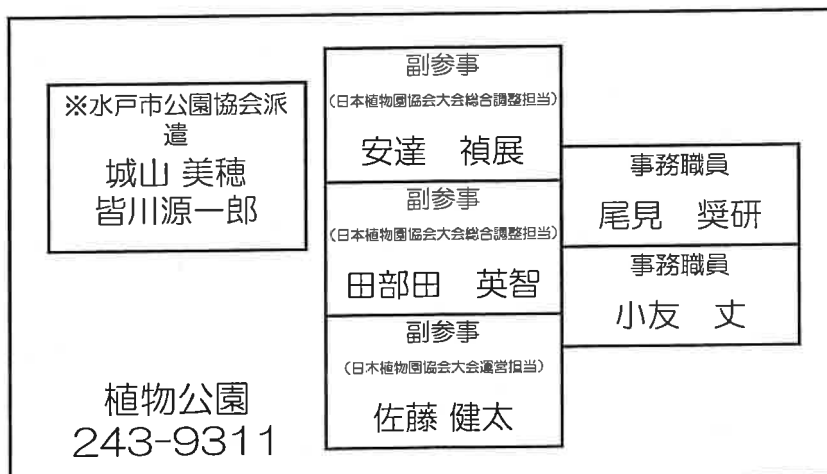 ※水戸市公園協会派
遣
城山 美穂
皆川源一郎
副参事
(日本植物園協会大会総合調整担当)
安達 禎展
副参事
(日本植物園協会大会総合調整担当)
田部田 英智
副参事
(日本植物園協会大会運営担当)
佐藤 健太
事務職員
尾見 奨研
事務職員
小友 丈
植物公園
243-9311